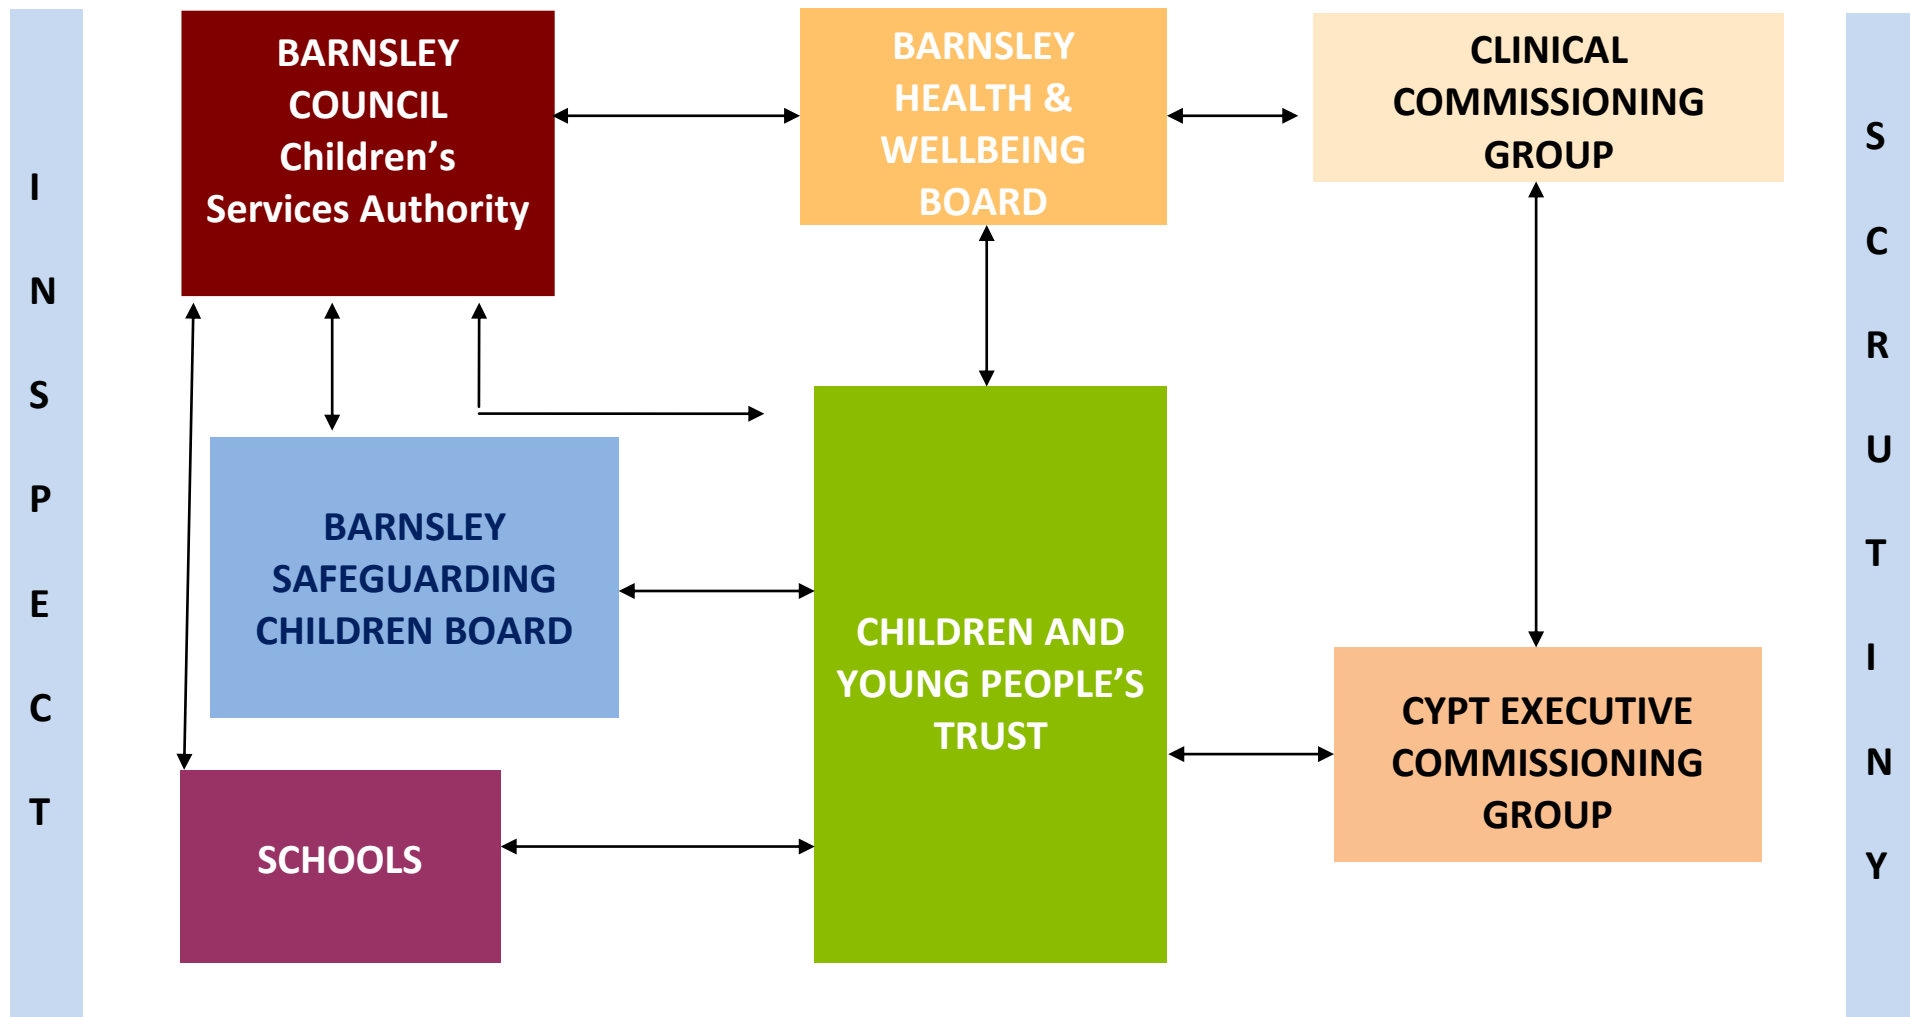 I
N
S
P
E
C
T
BARNSLEY
COUNCIL
Children’s
Services Authority
BARNSLEY
HEALTH &
WELLBEING
BOARD
CLINICAL
COMMISSIONING
GROUP
BARNSLEY
SAFEGUARDING
CHILDREN BOARD
CHILDREN AND
YOUNG PEOPLE’S
TRUST
CYPT EXECUTIVE
COMMISSIONING
GROUP
SCHOOLS
S
C
R
U
T
I
N
Y